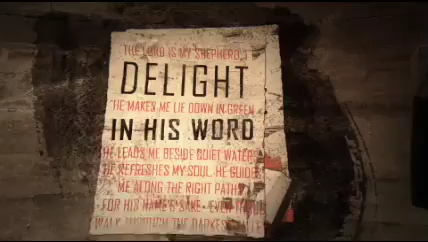 THE LORD IS MY SHEPHERD, I
DELIGHT
HE MAKES ME LIE DOWN IN GREEN
IN HIS WORD
HE LEADS ME BESIDE QUIET WATERS
HE REFRESHES MY SOUL. HE GUIDES
ME ALONG THE RIGHT PATHS
FOR HIS NAME'S SAKE. EVEN THOUGH
WALK THROUGH THE DARKEST